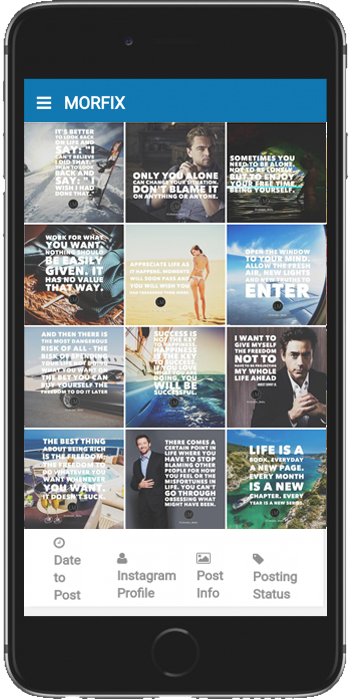 MORFIX
IT'S BETTER
TO LOOK BACK
ON LIFE AND
SAY: "I
CAN'T BELIEVE
I DID THAT."
THAN TO LOOK
BACK AND
SAY: "I
WISH I HAD
DONE THAT."
ONLY YOU ALONE
CAN CHANGE YOUR SITUATION.
DON'T BLAME IT
ON ANYTHING OR ANYONE.
SOMETIMES YOU
NEED TO BE ALONE.
NOT TO BE LONELY,
BUT TO ENJOY
YOUR FREE TIME
BEING YOURSELF.
WORK FOR WHAT
YOU WANT.
NOTHING SHOULD
BE EASILY
GIVEN. IT
HAS NO VALUE
THAT WAY.
APPRECIATE LIFE AS
IT HAPPENS. MOMENTS
WILL SOON PASS AND
YOU WILL WISH YOU
OPEN THE WINDOW
TO YOUR MIND.
ALLOW THE FRESH
AIR, NEW LIGHTS
AND NEW TRUTHS TO
ENTER
AND THEN THERE IS
THE MOST DANGEROUS
RISK OF ALL - THE
RISK OF SPENDING
YOUR LIFE NOT DOING
WHAT YOU WANT ON
THE BET YOU CAN
BUY YOURSELF THE
FREEDOM TO DO IT LATER
SUCCESS IS
NOT THE KEY
TO HAPPINESS.
HAPPINESS
IS THE KEY
TO SUCCESS.
IF YOU LOVE
WHAT YOU ARE
DOING, YOU
WILL BE
SUCCESSFUL.
I WANT TO
GIVE MYSELF
THE FREEDOM
NOT TO
HAVE TO BE PROJECTING
MY WHOLE
LIFE AHEAD
THE BEST THING
ABOUT BEING RICH
IS THE FREEDOM.
THE FREEDOM TO
DO WHATEVER YOU
WANT WHENEVER
YOU WANT.
IT DOESN'T SUCK.
THERE COMES A
CERTAIN POINT
IN LIFE WHERE
YOU HAVE TO STOP
BLAMING OTHER
PEOPLE FOR HOW
YOU FEEL OR THE
MISFORTUNES IN
LIFE. YOU CAN'T
GO THROUGH
OBSESSING WHAT
MIGHT HAVE BEEN.
LIFE IS A
BOOK. EVERYDAY
A NEW PAGE.
EVERY MONTH
IS A NEW
CHAPTER. EVERY
YEAR IS A NEW SERIES.
Date
to
Post
Instagram
Profile
Post
Info
Posting
Status